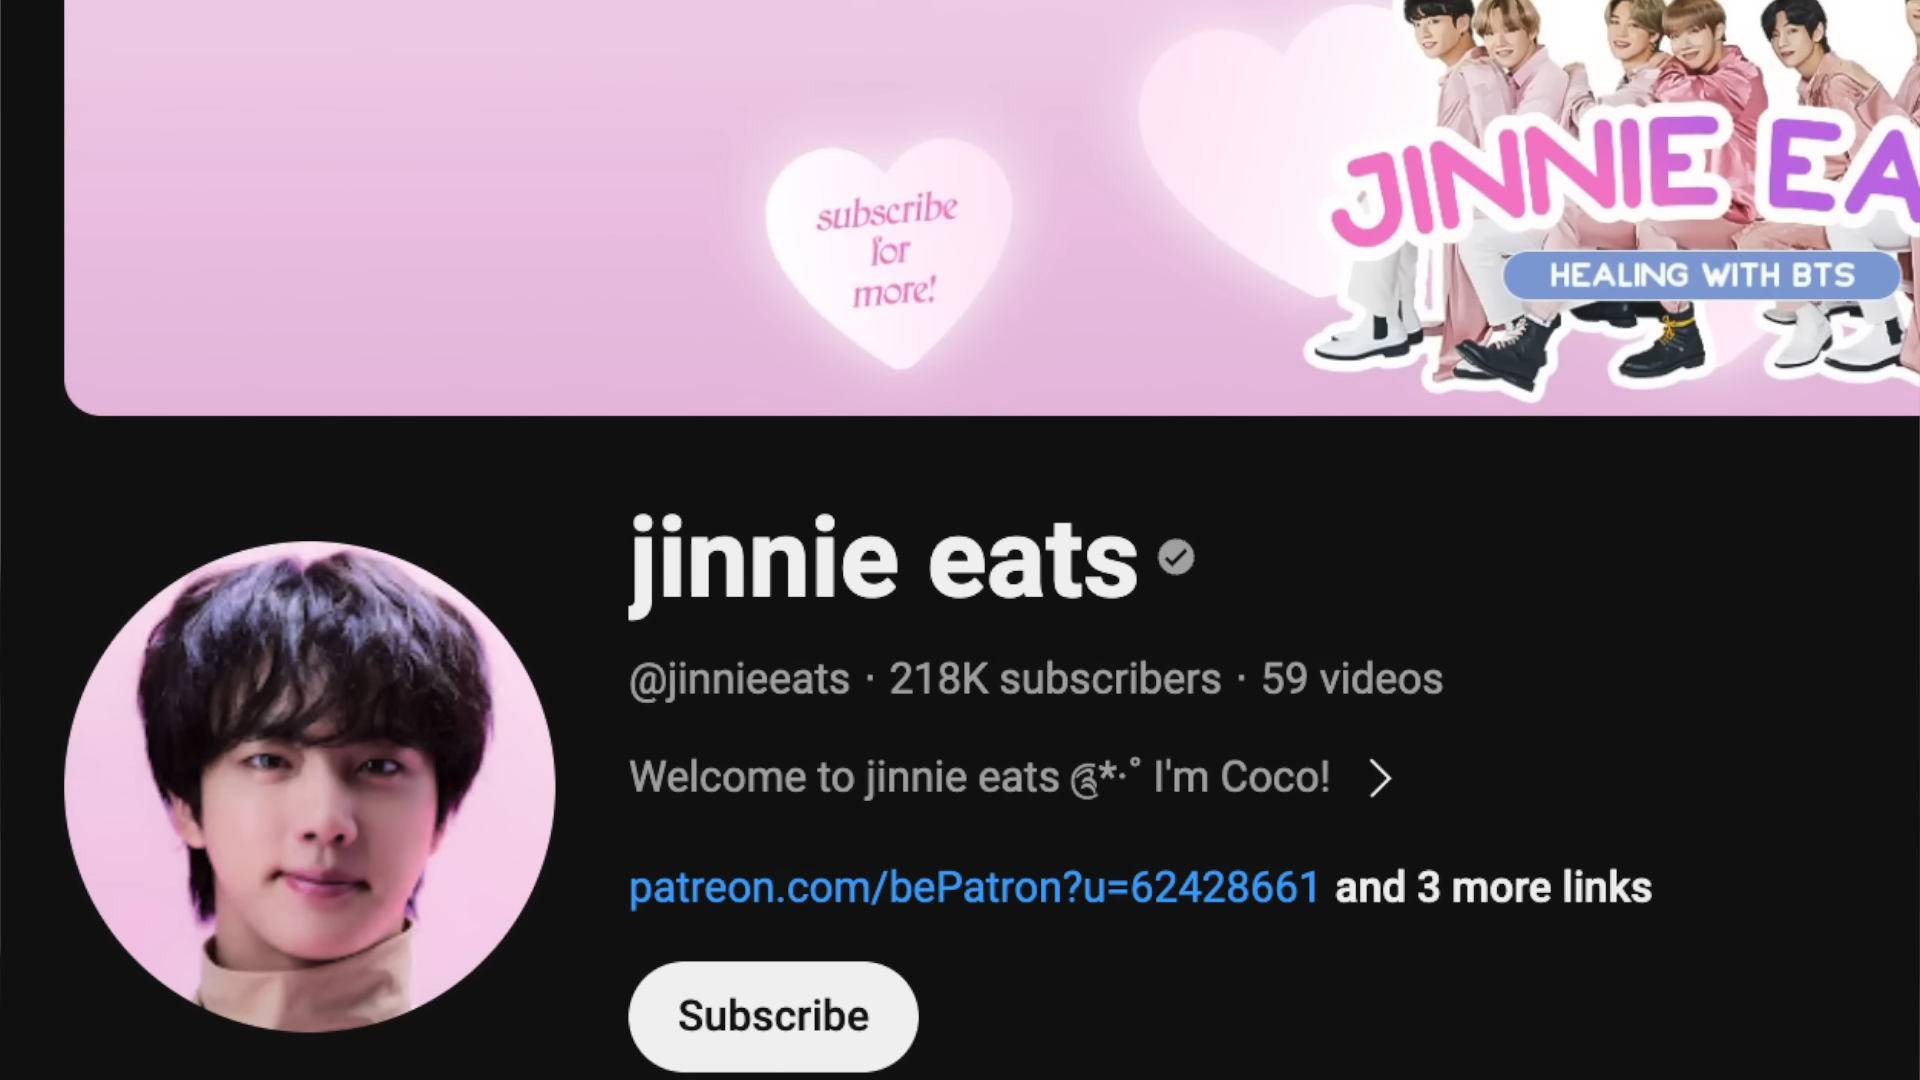 subscribe
for
more!
JINNIE EA
HEALING WITH BTS
jinnie eats
@jinnieeats · 218K subscribers · 59 videos
Welcome to jinnie eats ༊*·˚ I'm Coco!
patreon.com/bePatron?u=62428661 and 3 more links
Subscribe